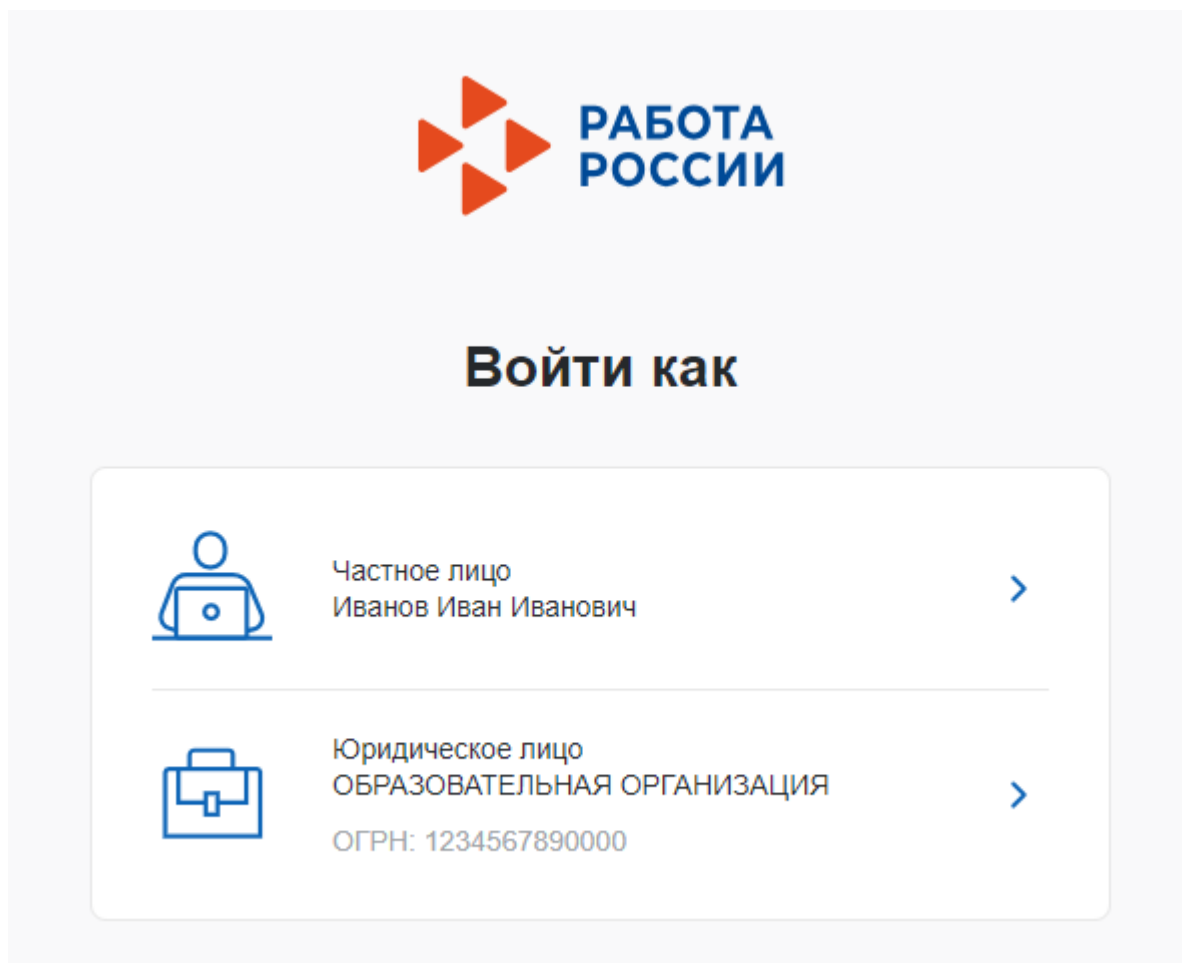 РАБОТА
РОССИИ
Войти как
Частное лицо
Иванов Иван Иванович
Юридическое лицо
ОБРАЗОВАТЕЛЬНАЯ ОРГАНИЗАЦИЯ
ОГРН: 1234567890000